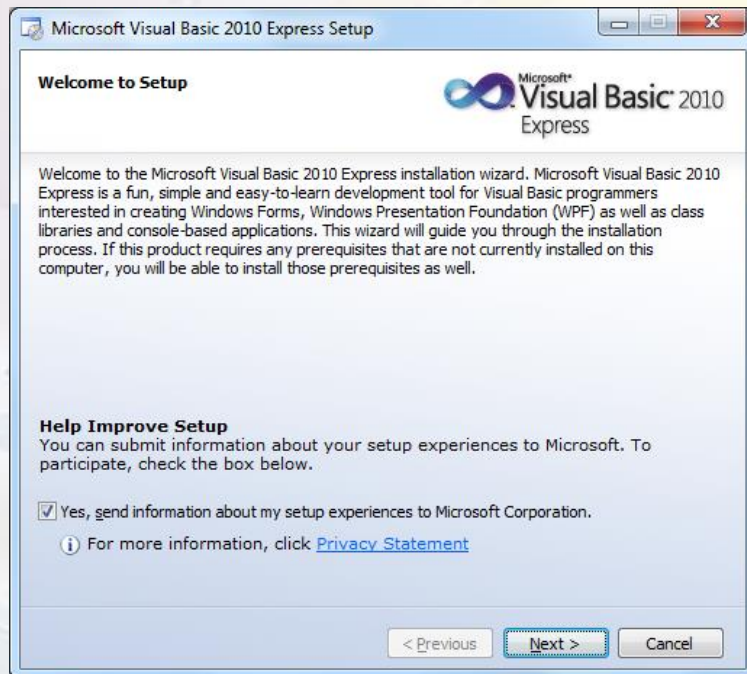 Microsoft Visual Basic 2010 Express Setup
Welcome to Setup
Microsoft®
Visual Basic® 2010
Express
Welcome to the Microsoft Visual Basic 2010 Express installation wizard. Microsoft Visual Basic 2010
Express is a fun, simple and easy-to-learn development tool for Visual Basic programmers
interested in creating Windows Forms, Windows Presentation Foundation (WPF) as well as class
libraries and console-based applications. This wizard will guide you through the installation
process. If this product requires any prerequisites that are not currently installed on this
computer, you will be able to install those prerequisites as well.
Help Improve Setup
You can submit information about your setup experiences to Microsoft. To
participate, check the box below.
Yes, send information about my setup experiences to Microsoft Corporation.
For more information, click Privacy Statement
< Previous Next > Cancel